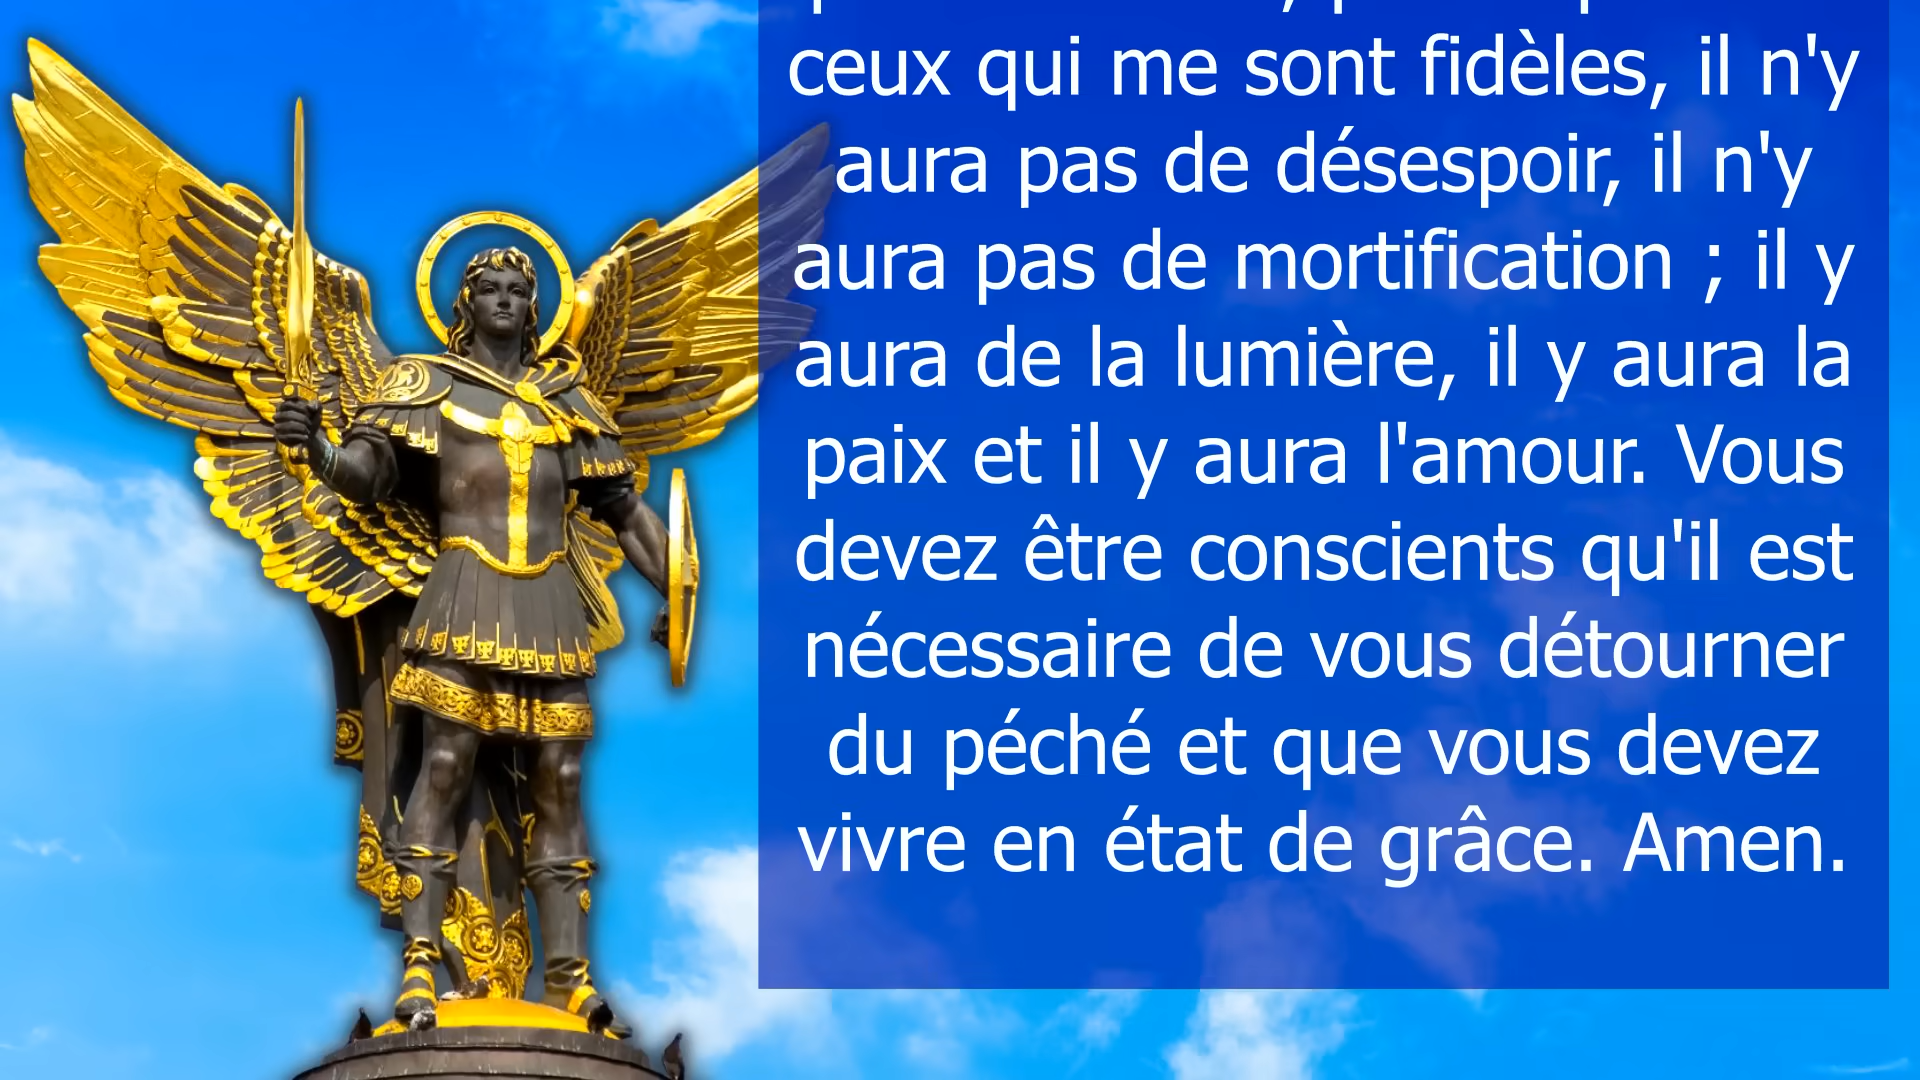 ceux qui me sont fidèles, il n'y
aura pas de désespoir, il n'y
aura pas de mortification ; il y
aura de la lumière, il y aura la
paix et il y aura l'amour. Vous
devez être conscients qu'il est
nécessaire de vous détourner
du péché et que vous devez
vivre en état de grâce. Amen.